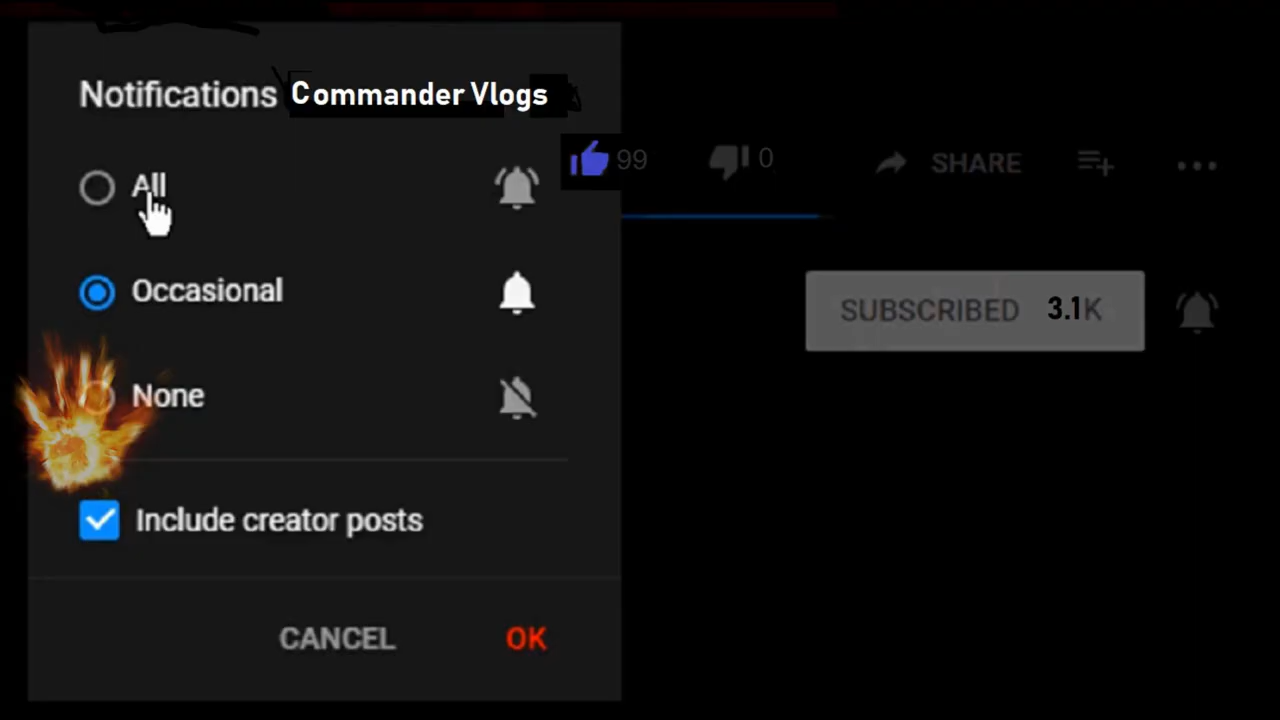 Notifications Commander Vlogs
All
Occasional
None
Include creator posts
CANCEL OK
99 0 SHARE
SUBSCRIBED 3.1K